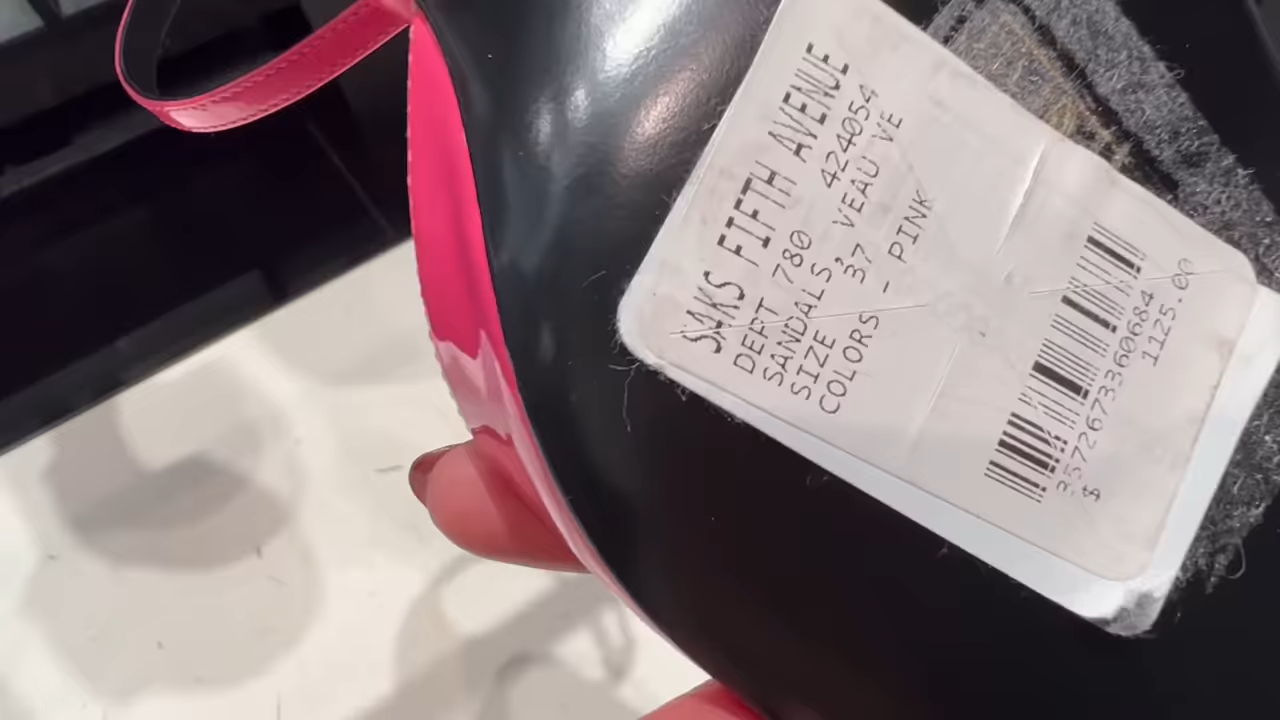 SAKS FIFTH AVENUE
DEPT 780 424054
SANDALS, VEAU VE
SIZE 37
COLORS - PINK
3572673360684
$ 1125.00